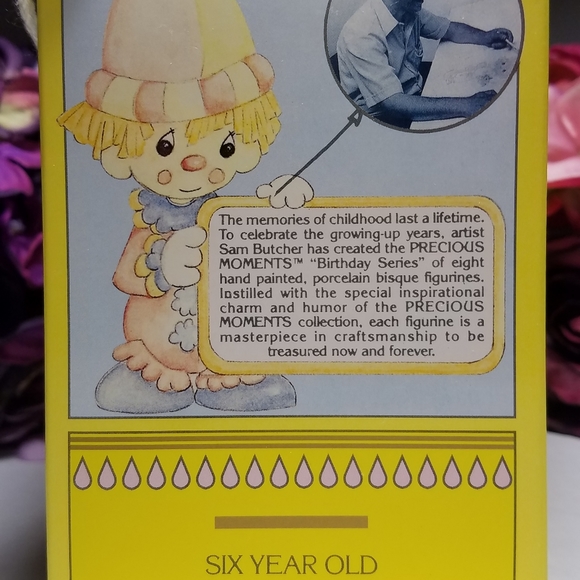 The memories of childhood last a lifetime.
To celebrate the growing-up years, artist
Sam Butcher has created the PRECIOUS
MOMENTS™ "Birthday Series" of eight
hand painted, porcelain bisque figurines.
Instilled with the special inspirational
charm and humor of the PRECIOUS
MOMENTS collection, each figurine is a
masterpiece in craftsmanship to be
treasured now and forever.
SIX YEAR OLD